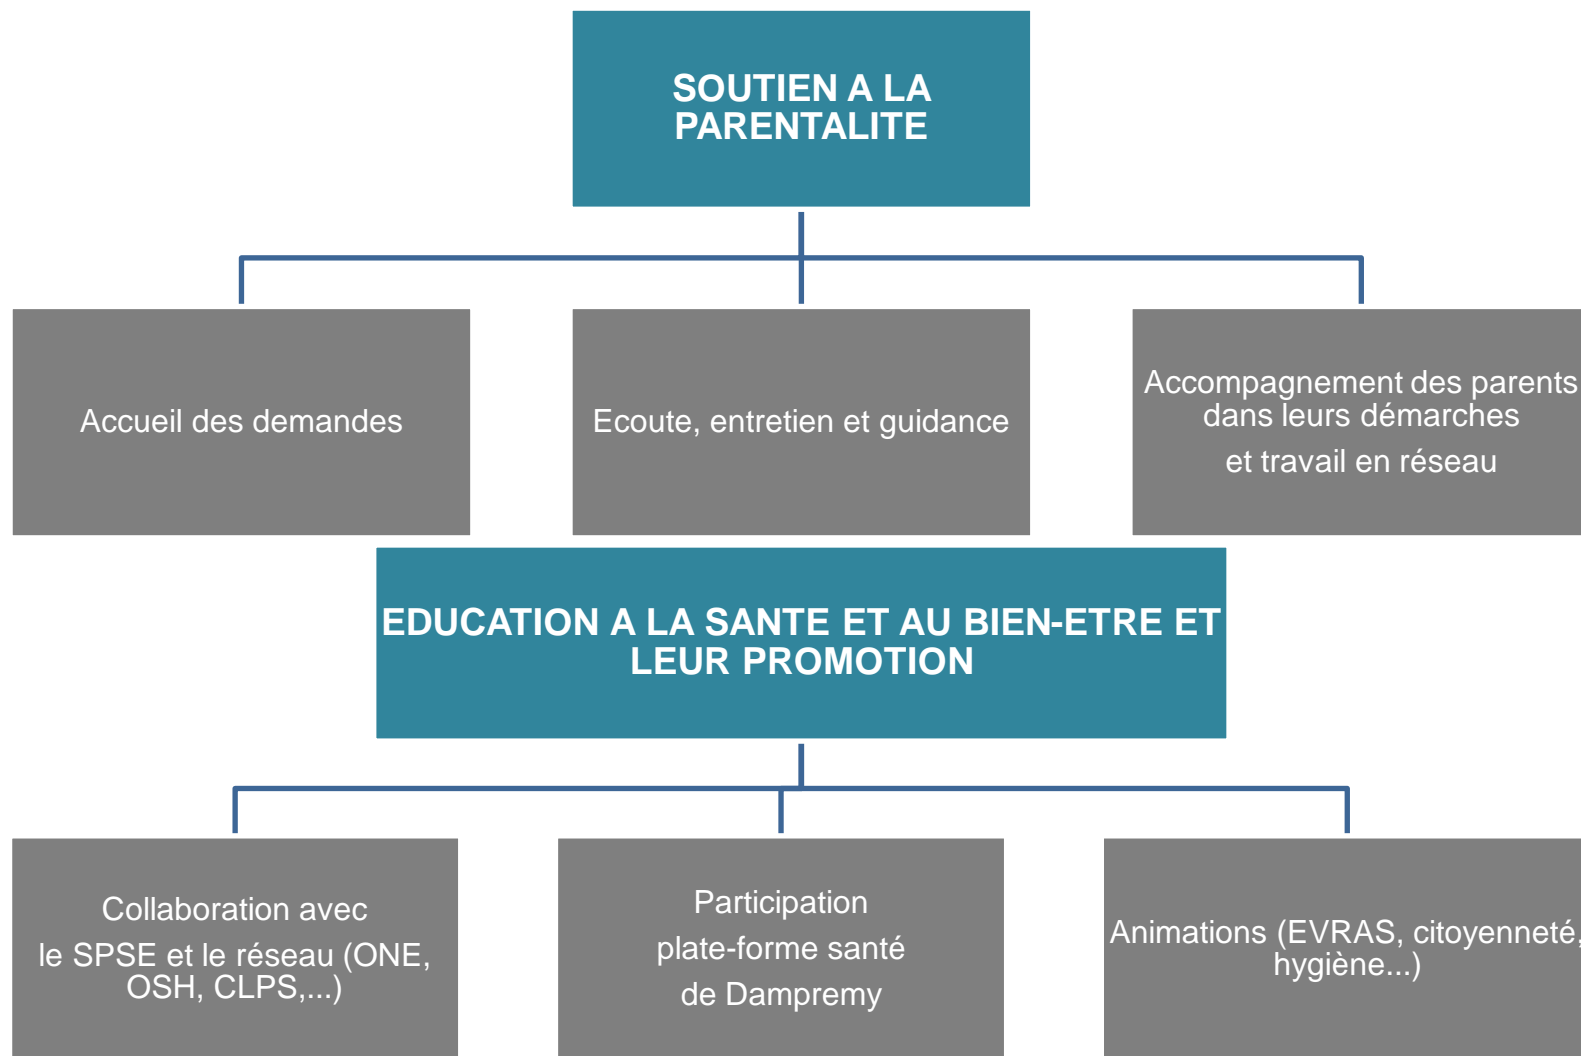 SOUTIEN A LA
PARENTALITE
Accueil des demandes
Ecoute, entretien et guidance
Accompagnement des parents
dans leurs démarches
et travail en réseau
EDUCATION A LA SANTE ET AU BIEN-ETRE ET
LEUR PROMOTION
Collaboration avec
le SPSE et le réseau (ONE,
OSH, CLPS,...)
Participation
plate-forme santé
de Dampremy
Animations (EVRAS, citoyenneté,
hygiène...)